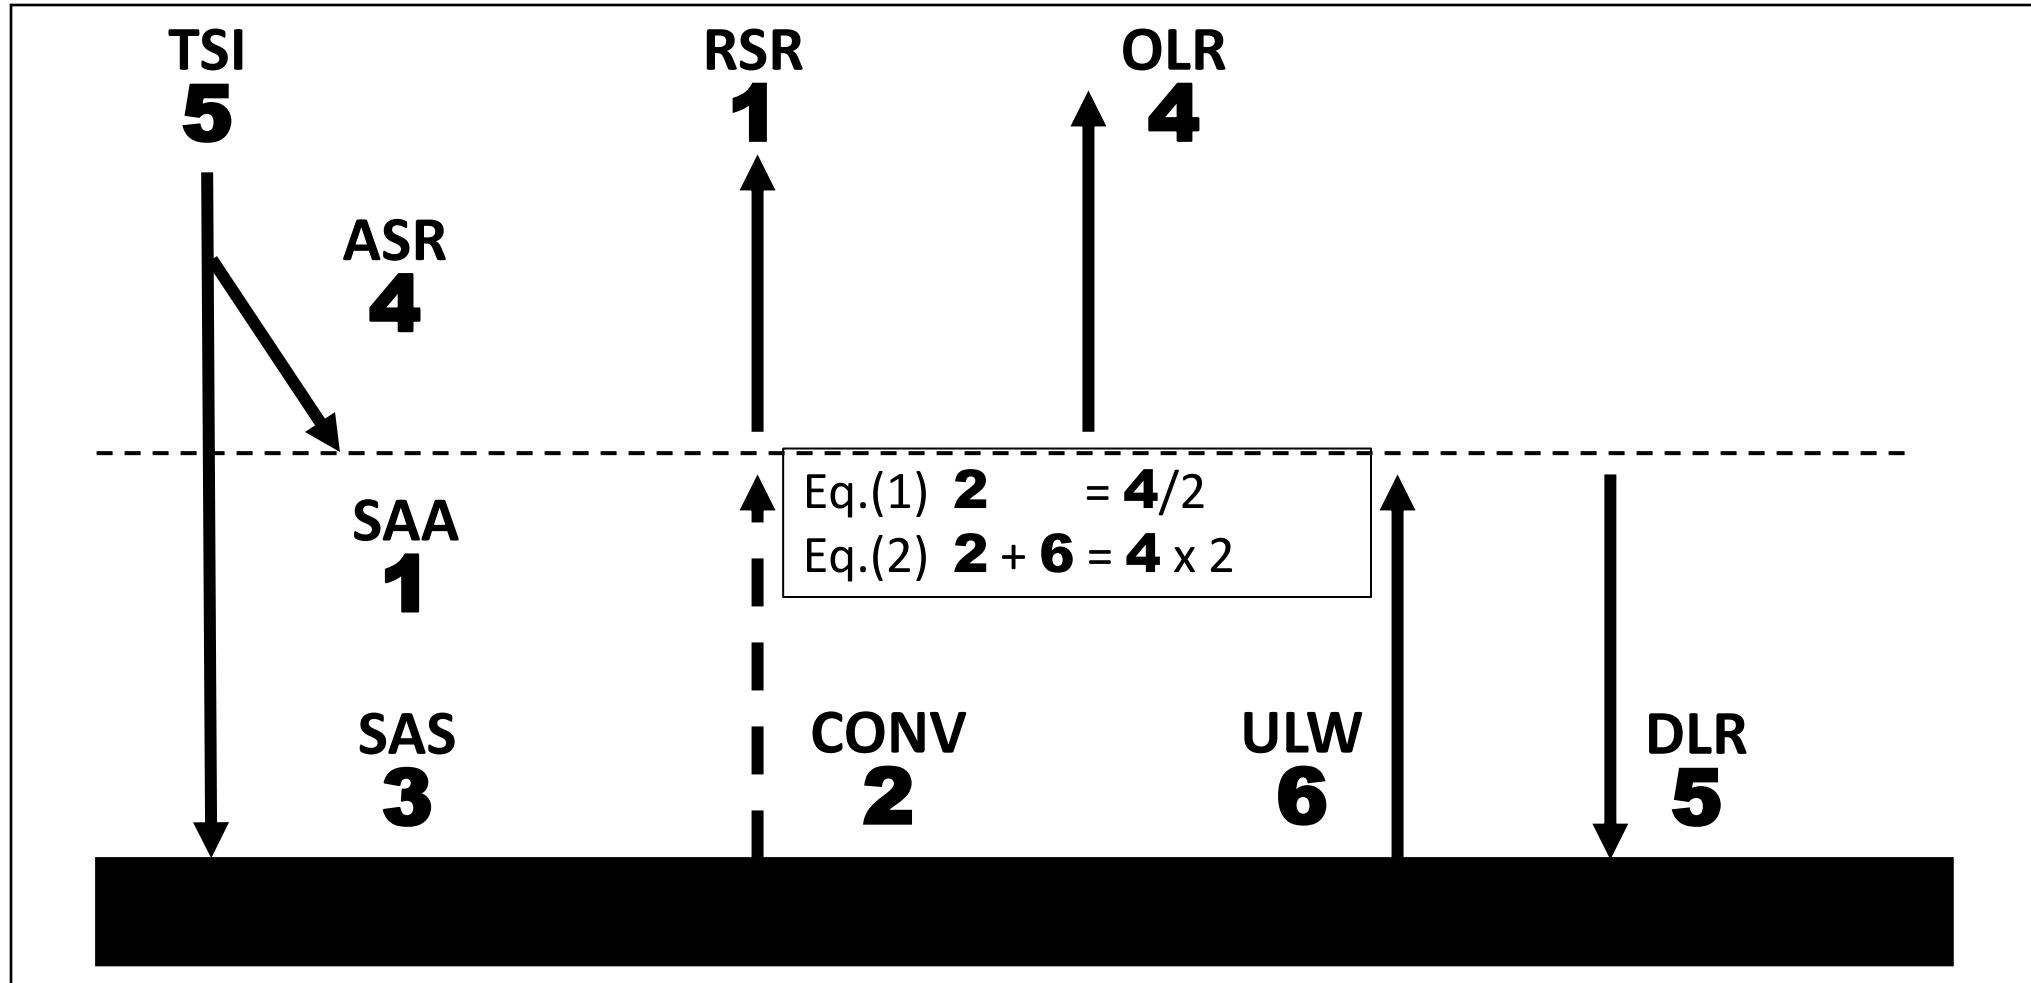 TSI
5
RSR
1
OLR
4
ASR
4
Eq.(1) 2 = 4/2
Eq.(2) 2 + 6 = 4 x 2
SAA
1
SAS
3
CONV
2
ULW
6
DLR
5